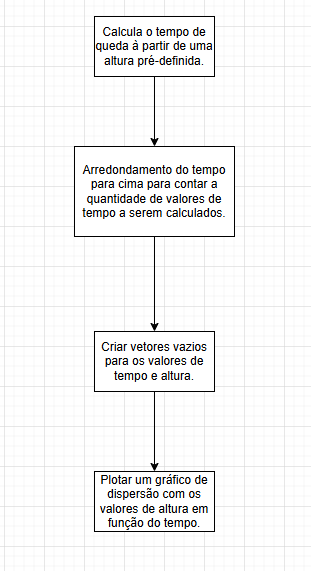 Calcula o tempo de
queda à partir de uma
altura pré-definida.
Arredondamento do tempo
para cima para contar a
quantidade de valores de
tempo a serem calculados.
Criar vetores vazios
para os valores de
tempo e altura.
Plotar um gráfico de
dispersão com os
valores de altura em
função do tempo.